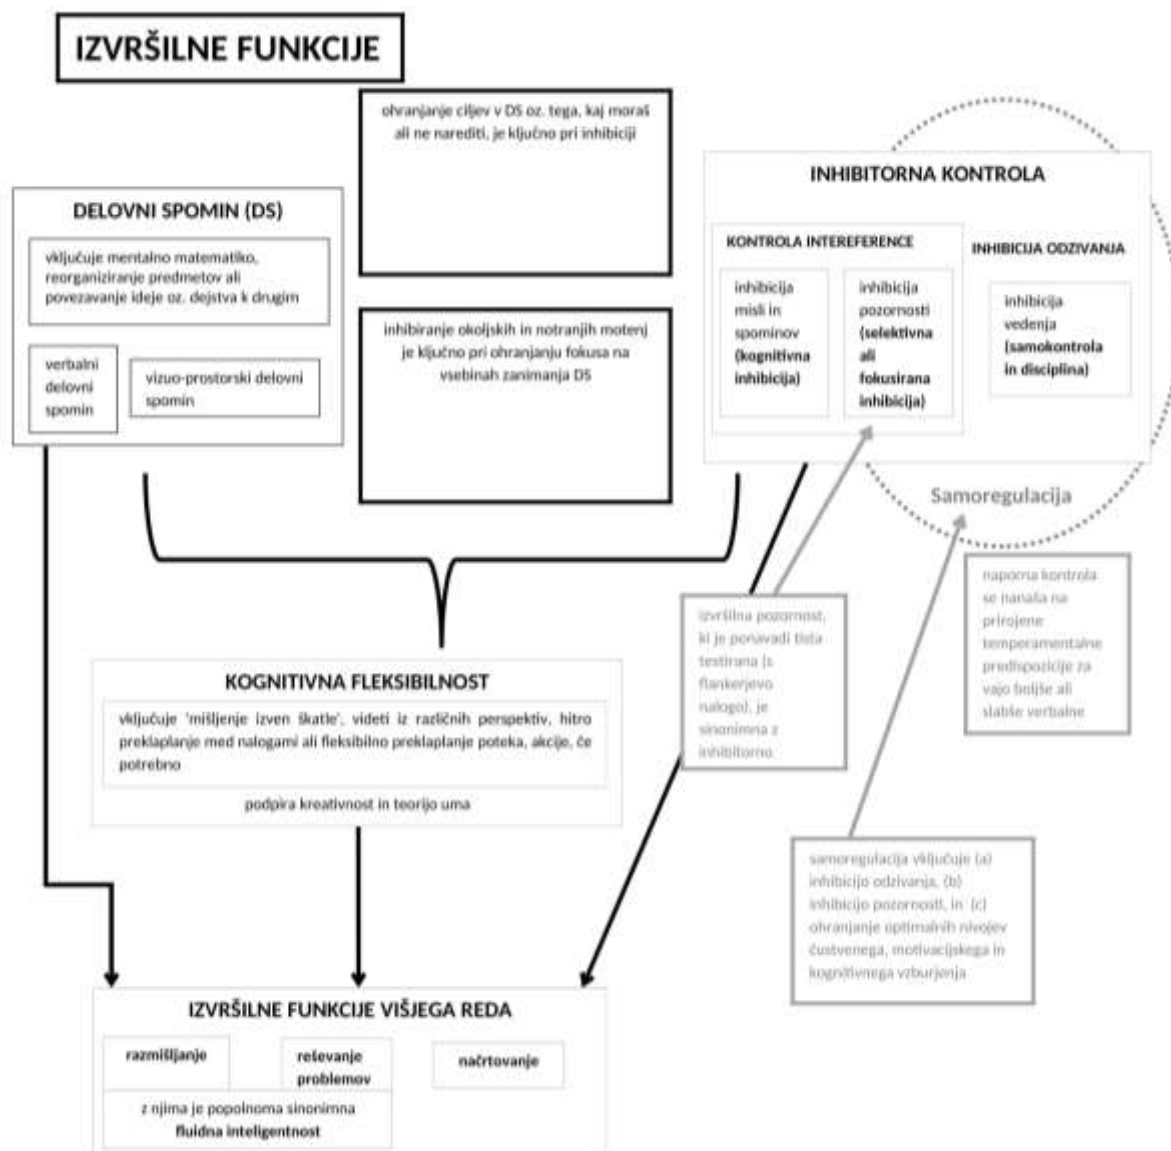 IZVRŠILNE FUNKCIJE
ohranjanje ciljev v DS oz. tega, kaj moraš
ali ne narediti, je ključno pri inhibiciji
DELOVNI SPOMIN (DS)
vključuje mentalno matematiko,
reorganiziranje predmetov ali
povezavanje ideje oz. dejstva k drugim
verbalni
delovni
spomin
vizuo-prostorski delovni
spomin
inhibiranje okoljskih in notranjih motenj
je ključno pri ohranjanju fokusa na
vsebinah zanimanja DS
INHIBITORNA KONTROLA
KONTROLA INTEREFERENCE
inhibicija
misli in
spominov
(kognitivna
inhibicija)
inhibicija
pozornosti
(selektivna
ali
fokusirana
inhibicija)
INHIBICIJA ODZIVANJA
inhibicija
vedenja
(samokontrola
in disciplina)
Samoregulacija
naporna kontrola
se nanaša na
prirojene
temperamentalne
predispozicije za
vajo boljše ali
slabše verbalne
izvršilna pozornost,
ki je ponavadi tista
testirana (s
flankerjevo
nalogo), je
sinonimna z
inhibitorno
samoregulacija vključuje (a)
inhibicijo odzivanja, (b)
inhibicijo pozornosti, in (c)
ohranjanje optimalnih nivojev
čustvenega, motivacijskega in
kognitivnega vzburjenja
KOGNITIVNA FLEKSIBILNOST
vključuje 'mišljenje izven škatle', videti iz različnih perspektiv, hitro
preklapljanje med nalogami ali fleksibilno preklapljanje poteka, akcije, če
potrebno
podpira kreativnost in teorijo uma
IZVRŠILNE FUNKCIJE VIŠJEGA REDA
razmišljanje
reševanje
problemov
načrtovanje
z njima je popolnoma sinonimna
fluidna inteligentnost